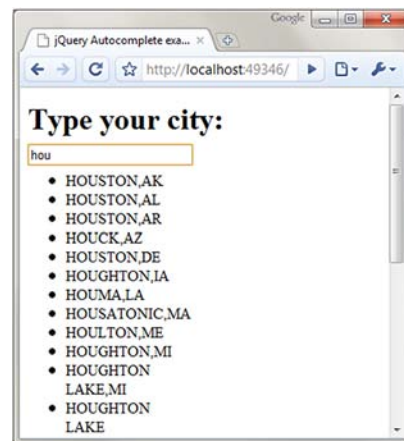 Google
jQuery Autocomplete exa...
http://localhost:49346/
Type your city:
hou
• HOUSTON,AK
• HOUSTON,AL
• HOUSTON,AR
• HOUCK,AZ
• HOUSTON,DE
• HOUGHTON,IA
• HOUMA,LA
• HOUSATONIC,MA
• HOULTON,ME
• HOUGHTON,MI
• HOUGHTON
LAKE,MI
• HOUGHTON
LAKE